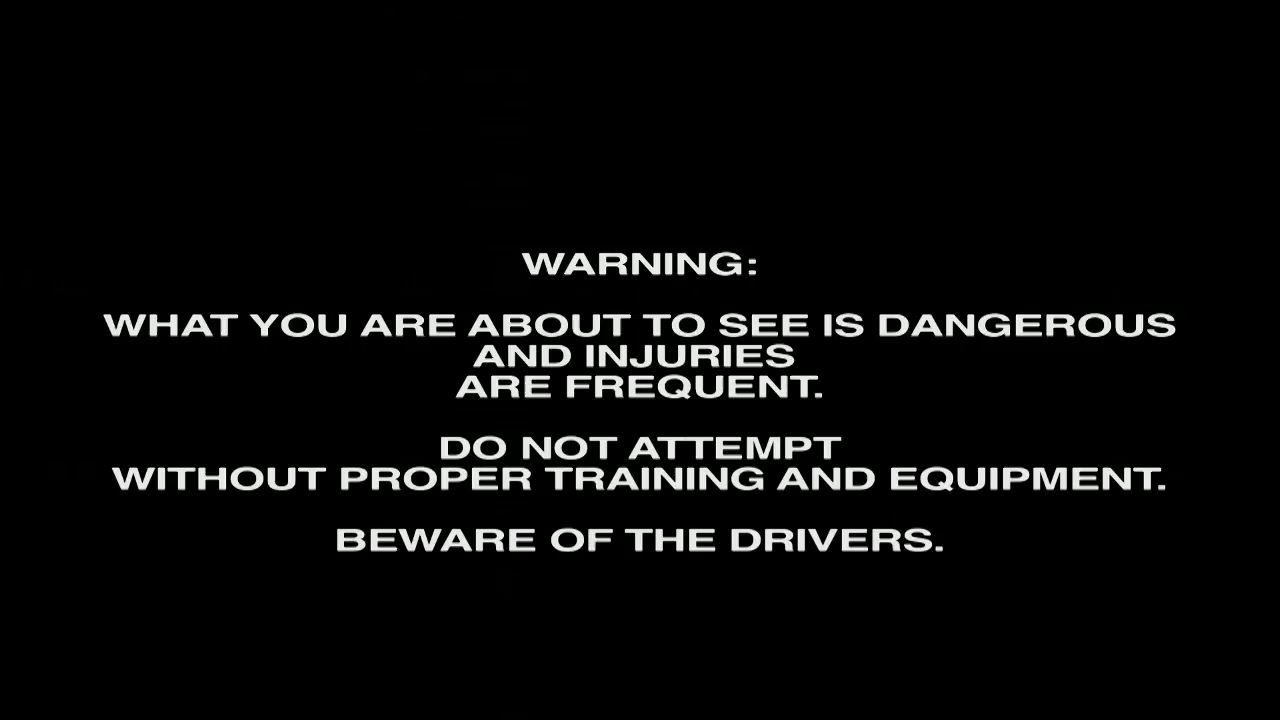 WARNING:
WHAT YOU ARE ABOUT TO SEE IS DANGEROUS
AND INJURIES
ARE FREQUENT.
DO NOT ATTEMPT
WITHOUT PROPER TRAINING AND EQUIPMENT.
BEWARE OF THE DRIVERS.